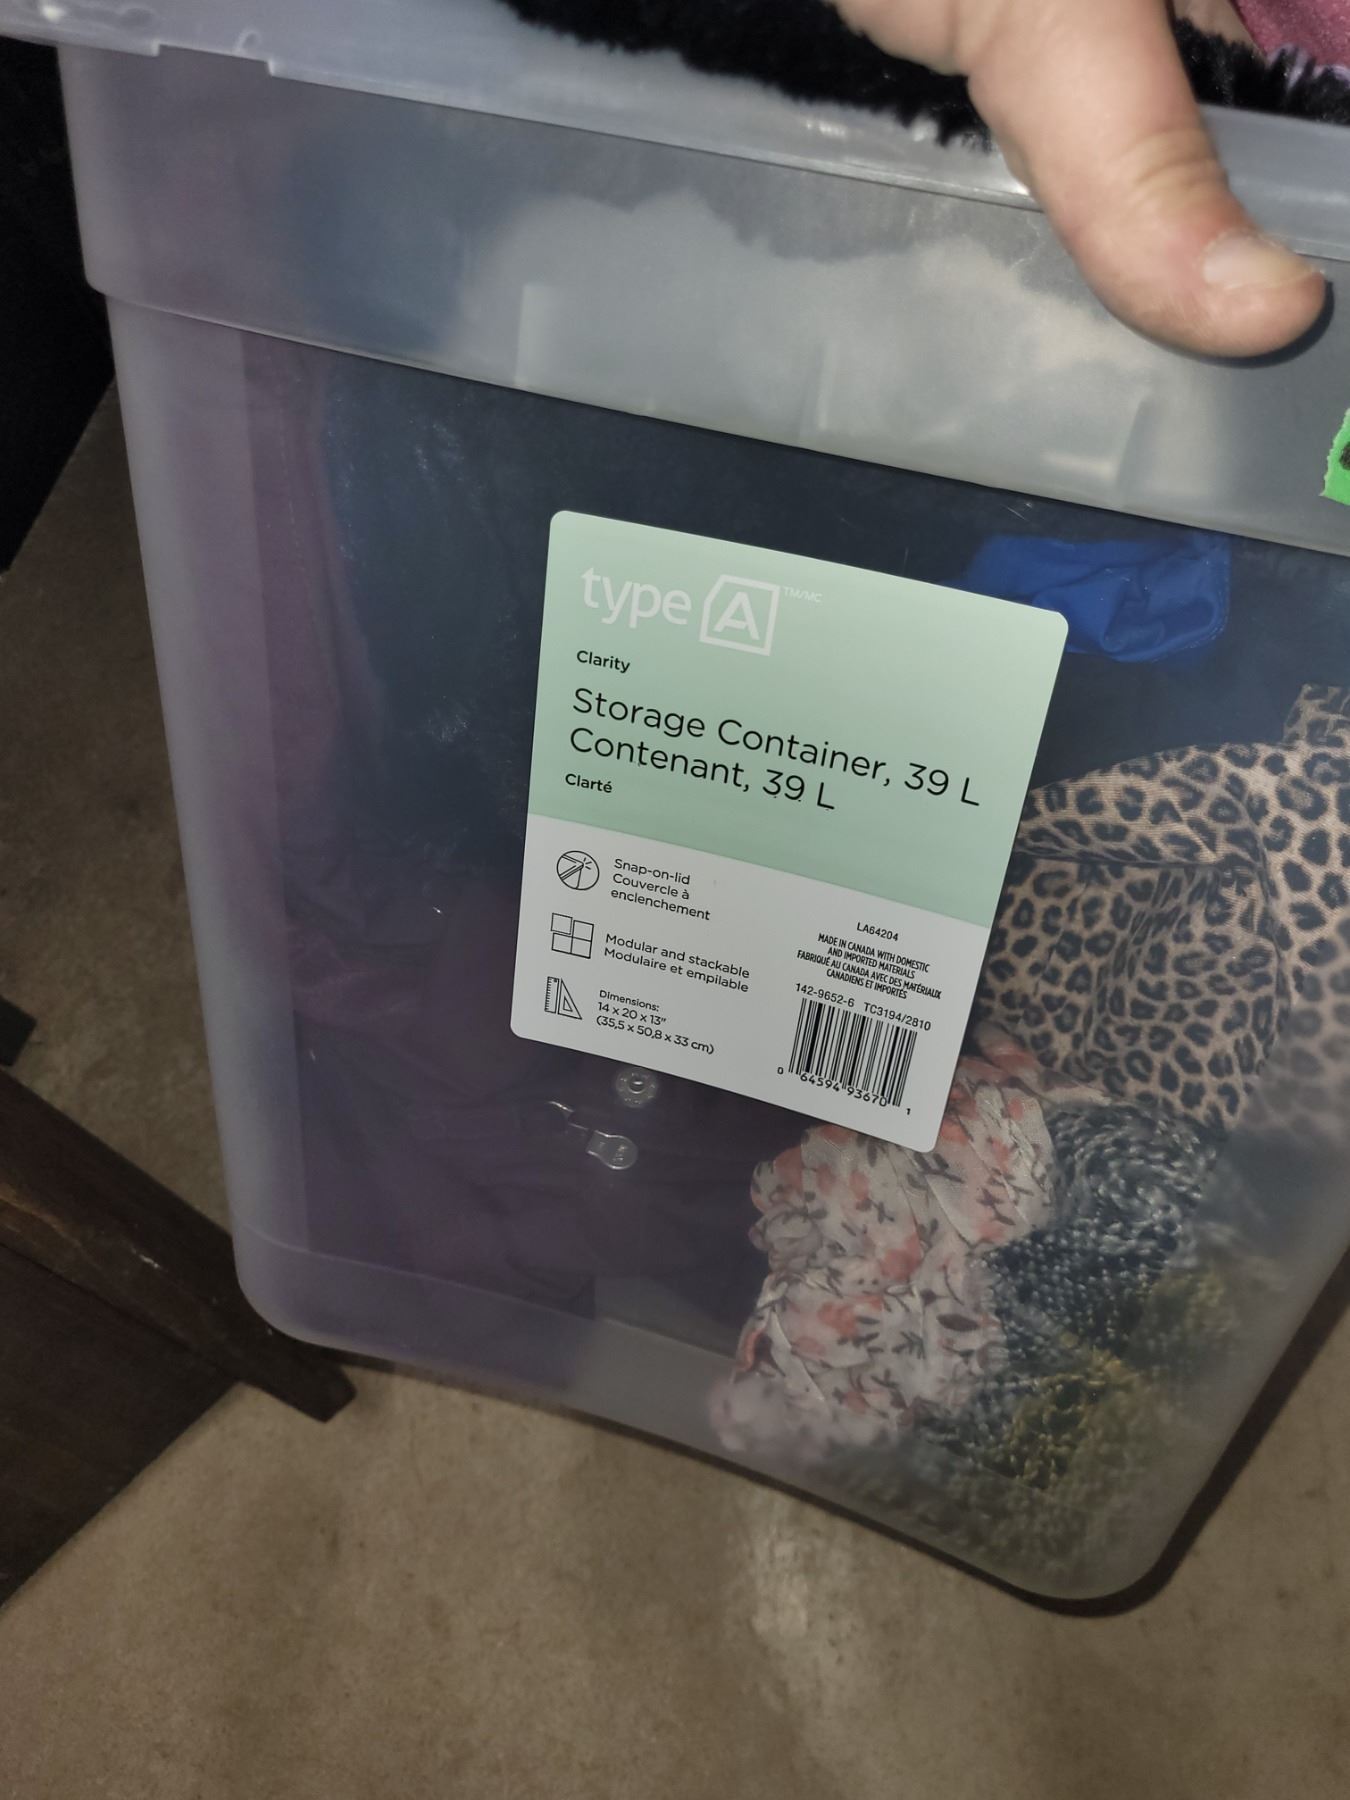 type A TM/MC
Clarity
Storage Container, 39 L
Contenant, 39 L
Clarté
Snap-on-lid
Couvercle à
enclenchement
Modular and stackable
Modulaire et empilable
Dimensions:
14 x 20 x 13"
(35,5 x 50,8 x 33 cm)
LA64204
MADE IN CANADA WITH DOMESTIC
AND IMPORTED MATERIALS
FABRIQUÉ AU CANADA AVEC DES MATÉRIAUX
CANADIENS ET IMPORTÉS
142-9652-6 TC3194/2810
0 64594 93670 1